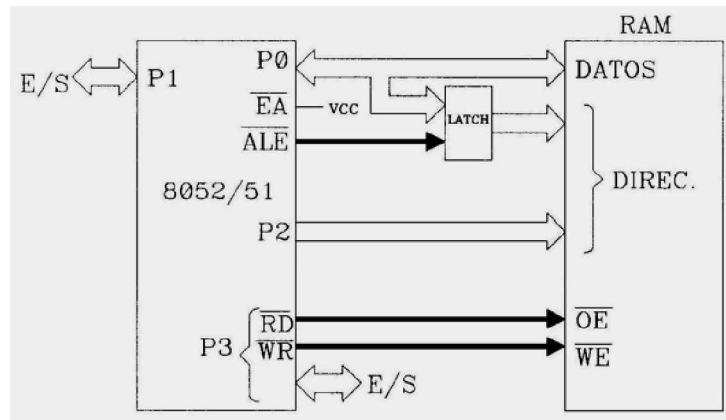 RAM
E/S
P1
P0
DATOS
EA
vcc
LATCH
ALE
DIREC.
8052/51
P2
RD
OE
P3
WR
WE
E/S